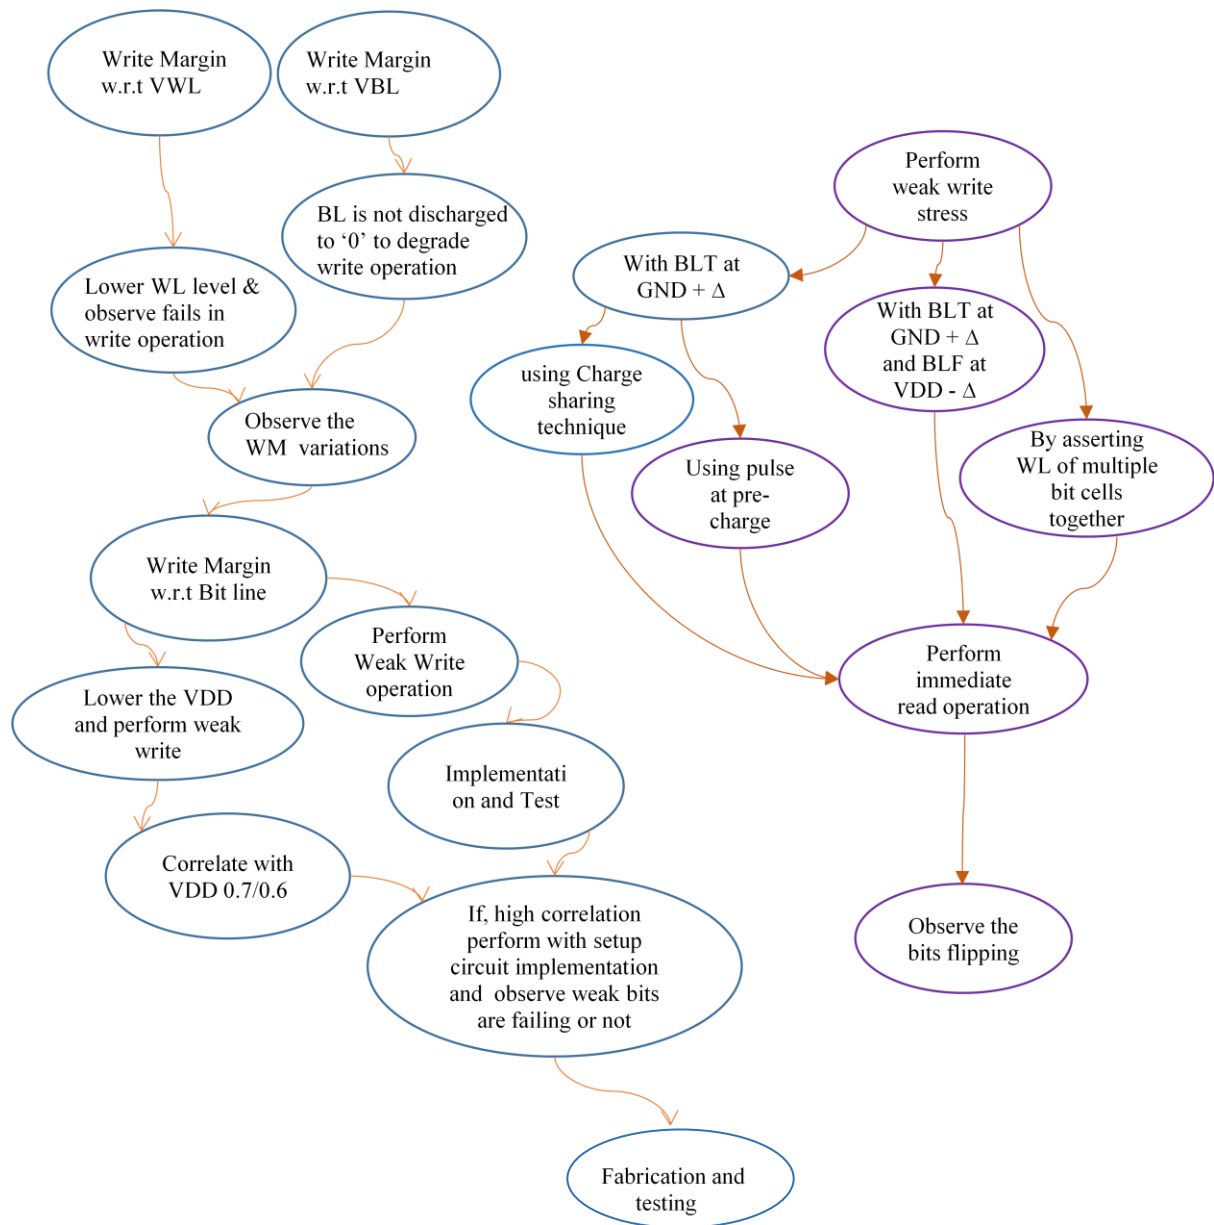 Write Margin
w.r.t VWL
Write Margin
w.r.t VBL
Perform
weak write
stress
BL is not discharged
to ‘0’ to degrade
write operation
With BLT at
GND + Δ
Lower WL level &
observe fails in
write operation
With BLT at
GND + Δ
and BLF at
VDD - Δ
using Charge
sharing
technique
Observe the
WM  variations
By asserting
WL of multiple
bit cells
together
Using pulse
at pre-
charge
Write Margin
w.r.t Bit line
Perform
Weak Write
operation
Perform
immediate
read operation
Lower the VDD
and perform weak
write
Implementati
on and Test
Correlate with
VDD 0.7/0.6
If, high correlation
perform with setup
circuit implementation
and  observe weak bits
are failing or not
Observe the
bits flipping
Fabrication and
testing